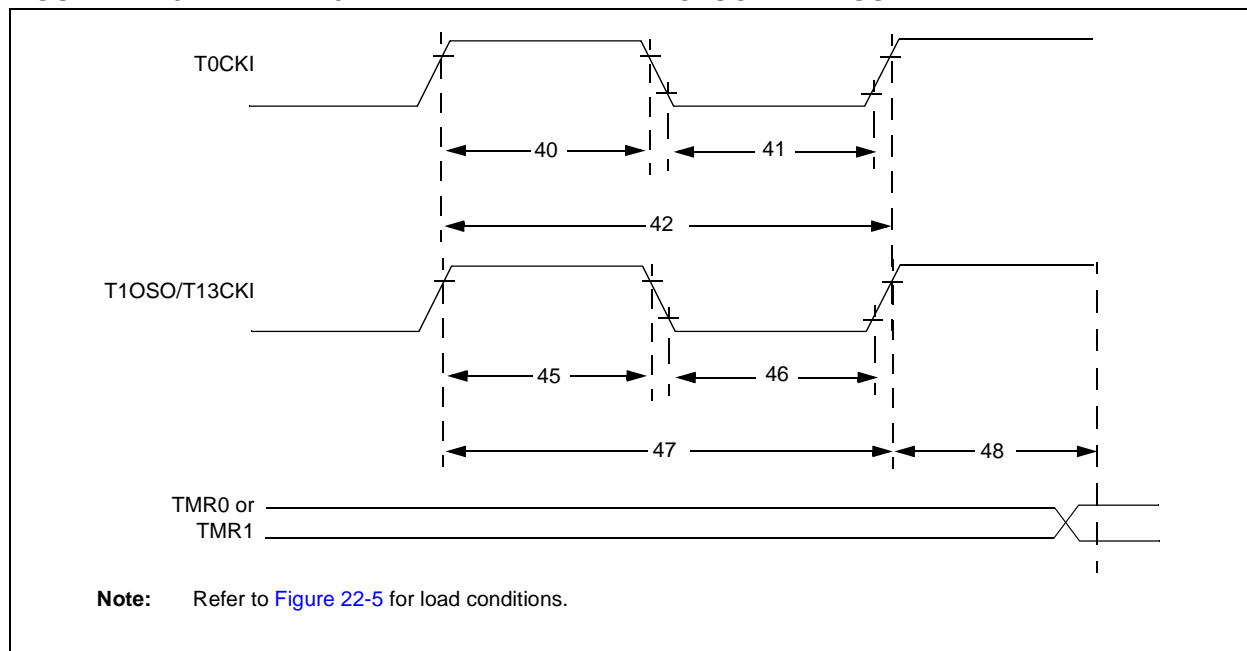 T0CKI
40
41
42
T1OSO/T13CKI
45
46
47
48
TMR0 or
TMR1
Note: Refer to Figure 22-5 for load conditions.